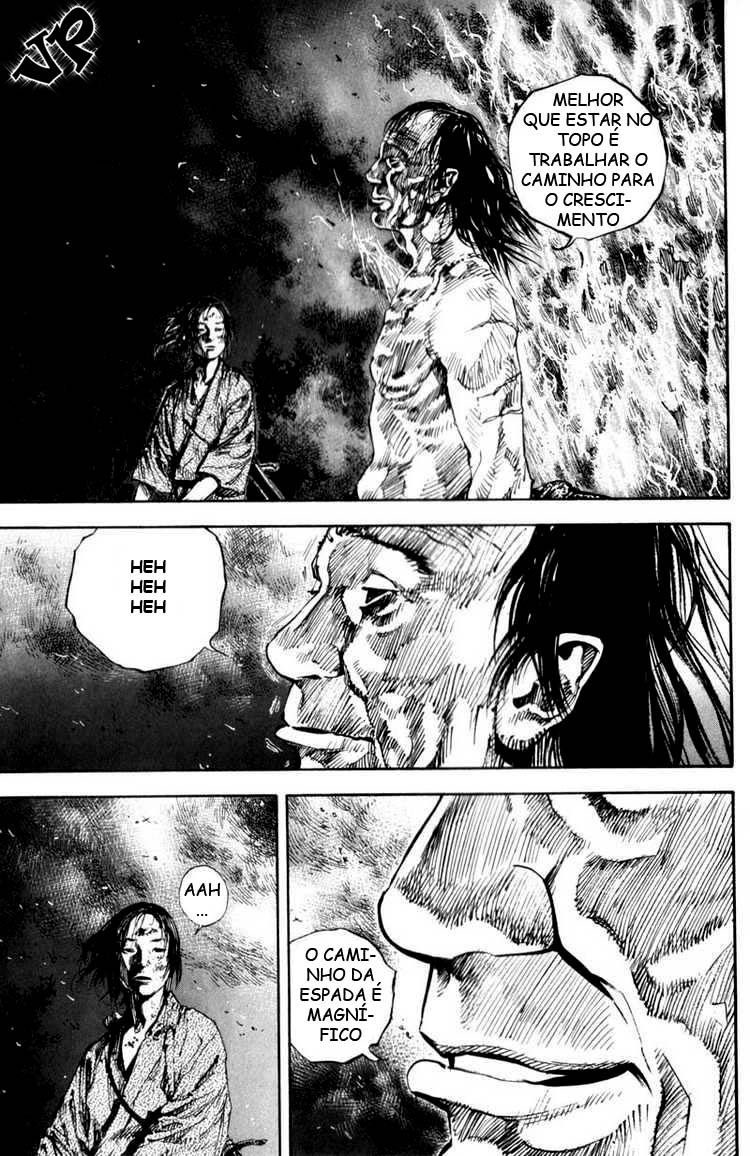 VP
MELHOR
QUE ESTAR NO
TOPO É
TRABALHAR O
CAMINHO PARA
O CRESCI-
MENTO
HEH
HEH
HEH
O CAMI-
NHO DA
ESPADA É
MAGNÍ-
FICO
AAH
...